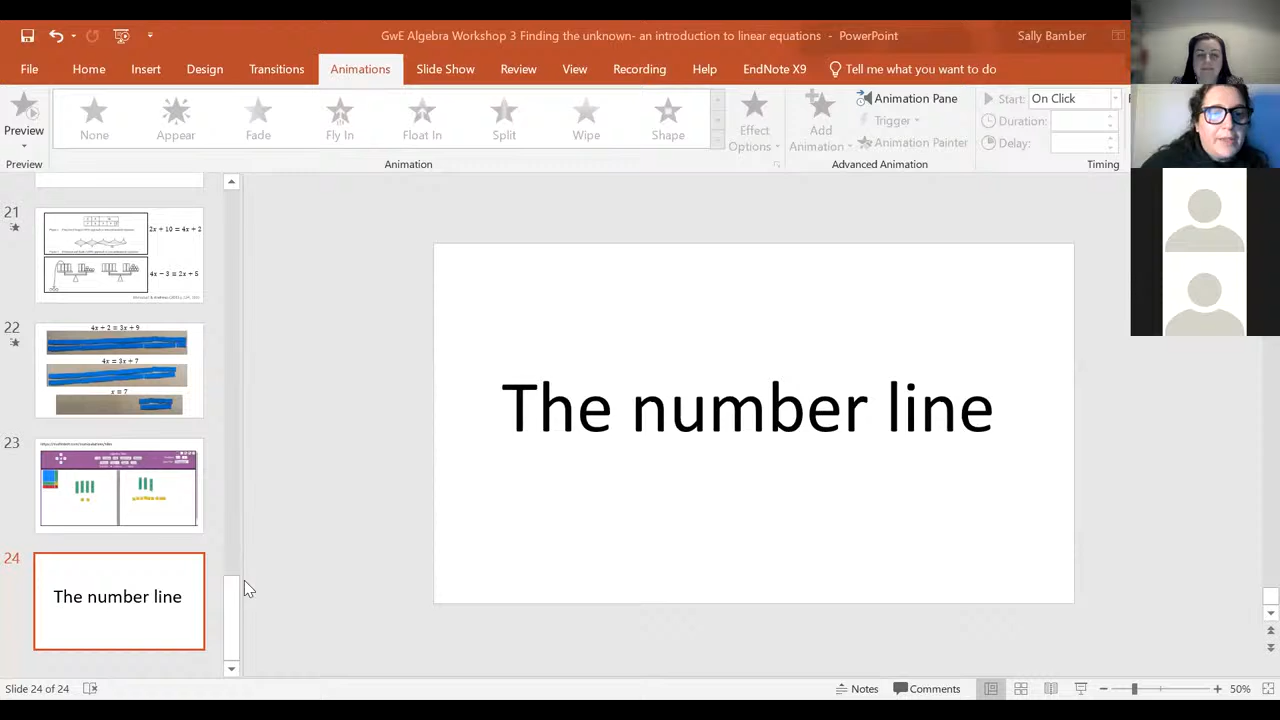 GwE Algebra Workshop 3 Finding the unknown- an introduction to linear equations - PowerPoint
Sally Bamber
File Home Insert Design Transitions Animations Slide Show Review View Recording Help EndNote X9 Tell me what you want to do
Preview
Preview
None Appear Fade Fly In Float In Split Wipe Shape
Animation
Effect Options
Add Animation
Animation Pane
Trigger
Animation Painter
Advanced Animation
Start: On Click
Duration:
Delay:
Timing
21
2x + 10 = 4x + 2
4x − 3 = 2x + 5
22
4x + 2 = 3x + 9
4x = 3x + 7
x = 7
23
24
The number line
The number line
Slide 24 of 24
Notes
Comments
50%